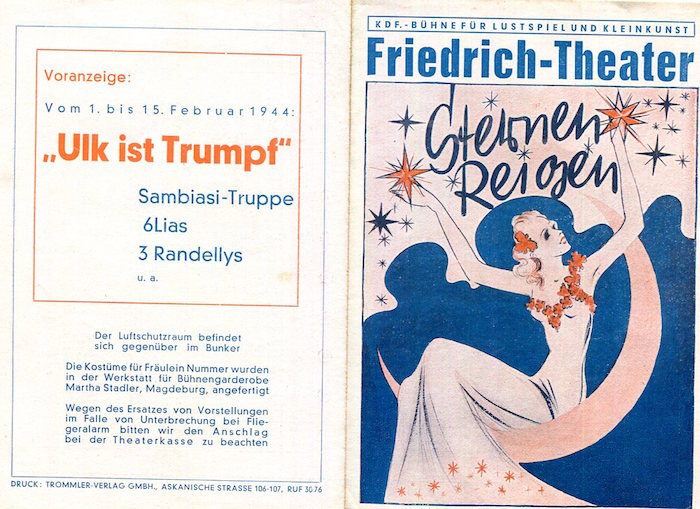 Voranzeige:
Vom 1. bis 15. Februar 1944:
„Ulk ist Trumpf“
Sambiasi-Truppe
6 Lias
3 Randellys
u. a.
Der Luftschutzraum befindet
sich gegenüber im Bunker
Die Kostüme für Fräulein Nummer wurden
in der Werkstatt für Bühnengarderobe
Martha Stadler, Magdeburg, angefertigt
Wegen des Ersatzes von Vorstellungen
im Falle von Unterbrechung bei Flie-
geralarm bitten wir den Anschlag
bei der Theaterkasse zu beachten
DRUCK: TROMMLER-VERLAG GMBH., ASKANISCHE STRASSE 106-107, RUF 3076
KDF.-BÜHNE FÜR LUSTSPIEL UND KLEINKUNST
Friedrich-Theater
Sternen
Reigen